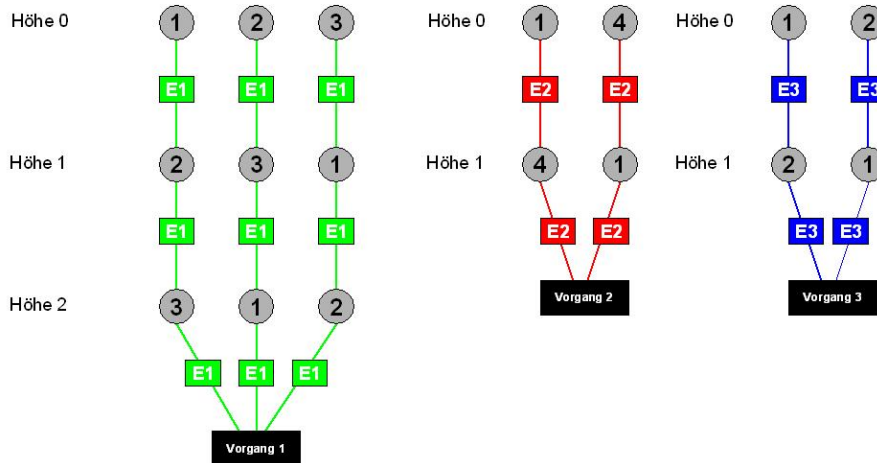 Höhe 0 1 2 3 Höhe 0 1 4 Höhe 0 1 2
E1 E1 E1 E2 E2 E3 E3
Höhe 1 2 3 1 Höhe 1 4 1 Höhe 1 2 1
E1 E1 E1 E2 E2 E3 E3
Höhe 2 3 1 2 Vorgang 2 Vorgang 3
E1 E1 E1
Vorgang 1